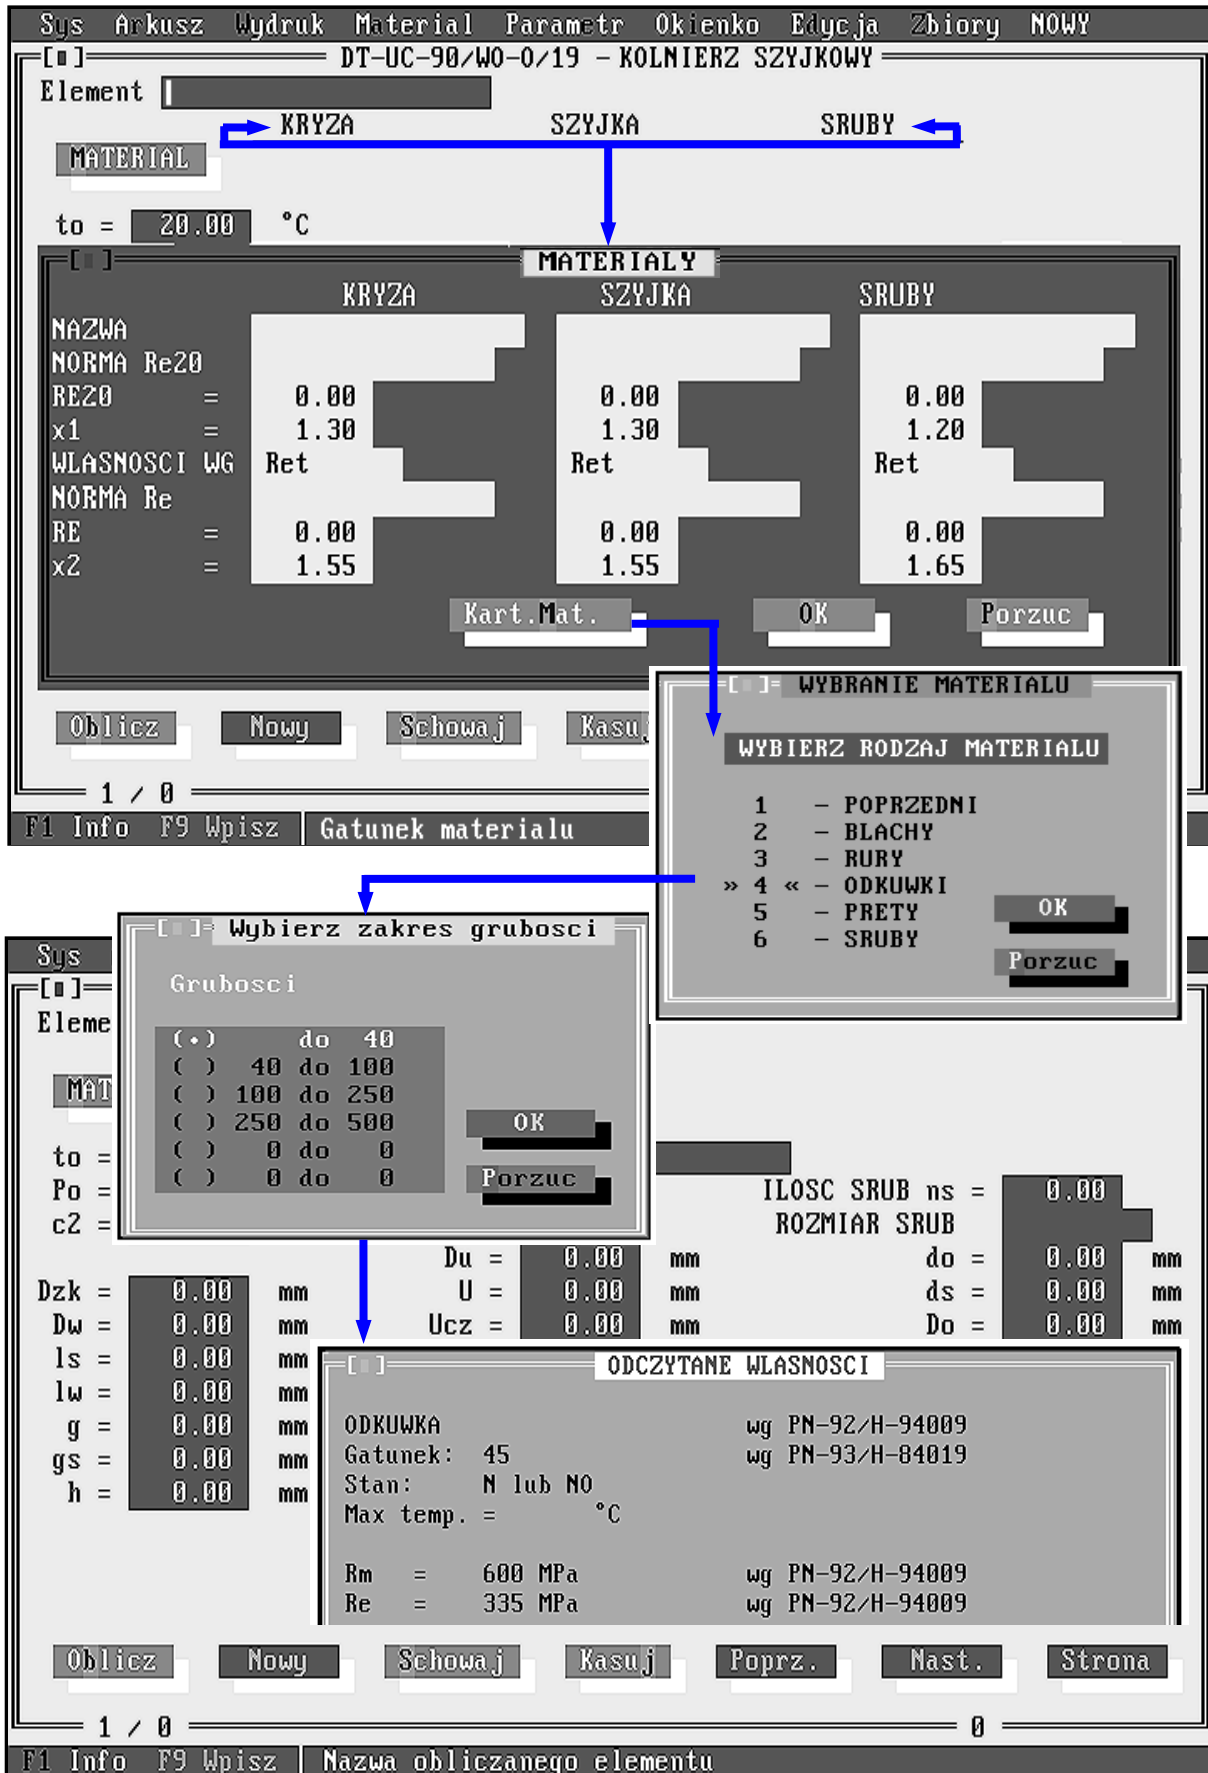 Sys Arkusz Wydruk Material Parametr Okienko Edycja Zbiory NOWY
DT-UC-90/WO-O/19 - KOLNIERZ SZYJKOWY
Element
KRYZA SZYJKA SRUBY
MATERIAL
to = 20.00 °C
MATERIALY
KRYZA SZYJKA SRUBY
NAZWA
NORMA Re20
RE20 = 0.00 0.00 0.00
x1 = 1.30 1.30 1.20
WLASNOSCI WG Ret Ret Ret
NORMA Re
RE = 0.00 0.00 0.00
x2 = 1.55 1.55 1.65
Kart.Mat. OK Porzuc
Oblicz Nowy Schowaj Kasuj
1 / 0
F1 Info F9 Wpisz Gatunek materialu
WYBRANIE MATERIALU
WYBIERZ RODZAJ MATERIALU
1 - POPRZEDNI
2 - BLACHY
3 - RURY
» 4 « - ODKUWKI
5 - PRETY
6 - SRUBY
OK
Porzuc
Wybierz zakres grubosci
Grubosci
(•) do 40
( ) 40 do 100
( ) 100 do 250
( ) 250 do 500
( ) 0 do 0
( ) 0 do 0
OK
Porzuc
Sys
Eleme
MAT
to =
Po = ILOSC SRUB ns = 0.00
c2 = ROZMIAR SRUB
Du = 0.00 mm do = 0.00 mm
Dzk = 0.00 mm U = 0.00 mm ds = 0.00 mm
Dw = 0.00 mm Ucz = 0.00 mm Do = 0.00 mm
ls = 0.00 mm
lw = 0.00 mm
g = 0.00 mm
gs = 0.00 mm
h = 0.00 mm
ODCZYTANE WLASNOSCI
ODKUWKA wg PN-92/H-94009
Gatunek: 45 wg PN-93/H-84019
Stan: N lub NO
Max temp. = °C
Rm = 600 MPa wg PN-92/H-94009
Re = 335 MPa wg PN-92/H-94009
Oblicz Nowy Schowaj Kasuj Poprz. Nast. Strona
1 / 0 0
F1 Info F9 Wpisz Nazwa obliczanego elementu